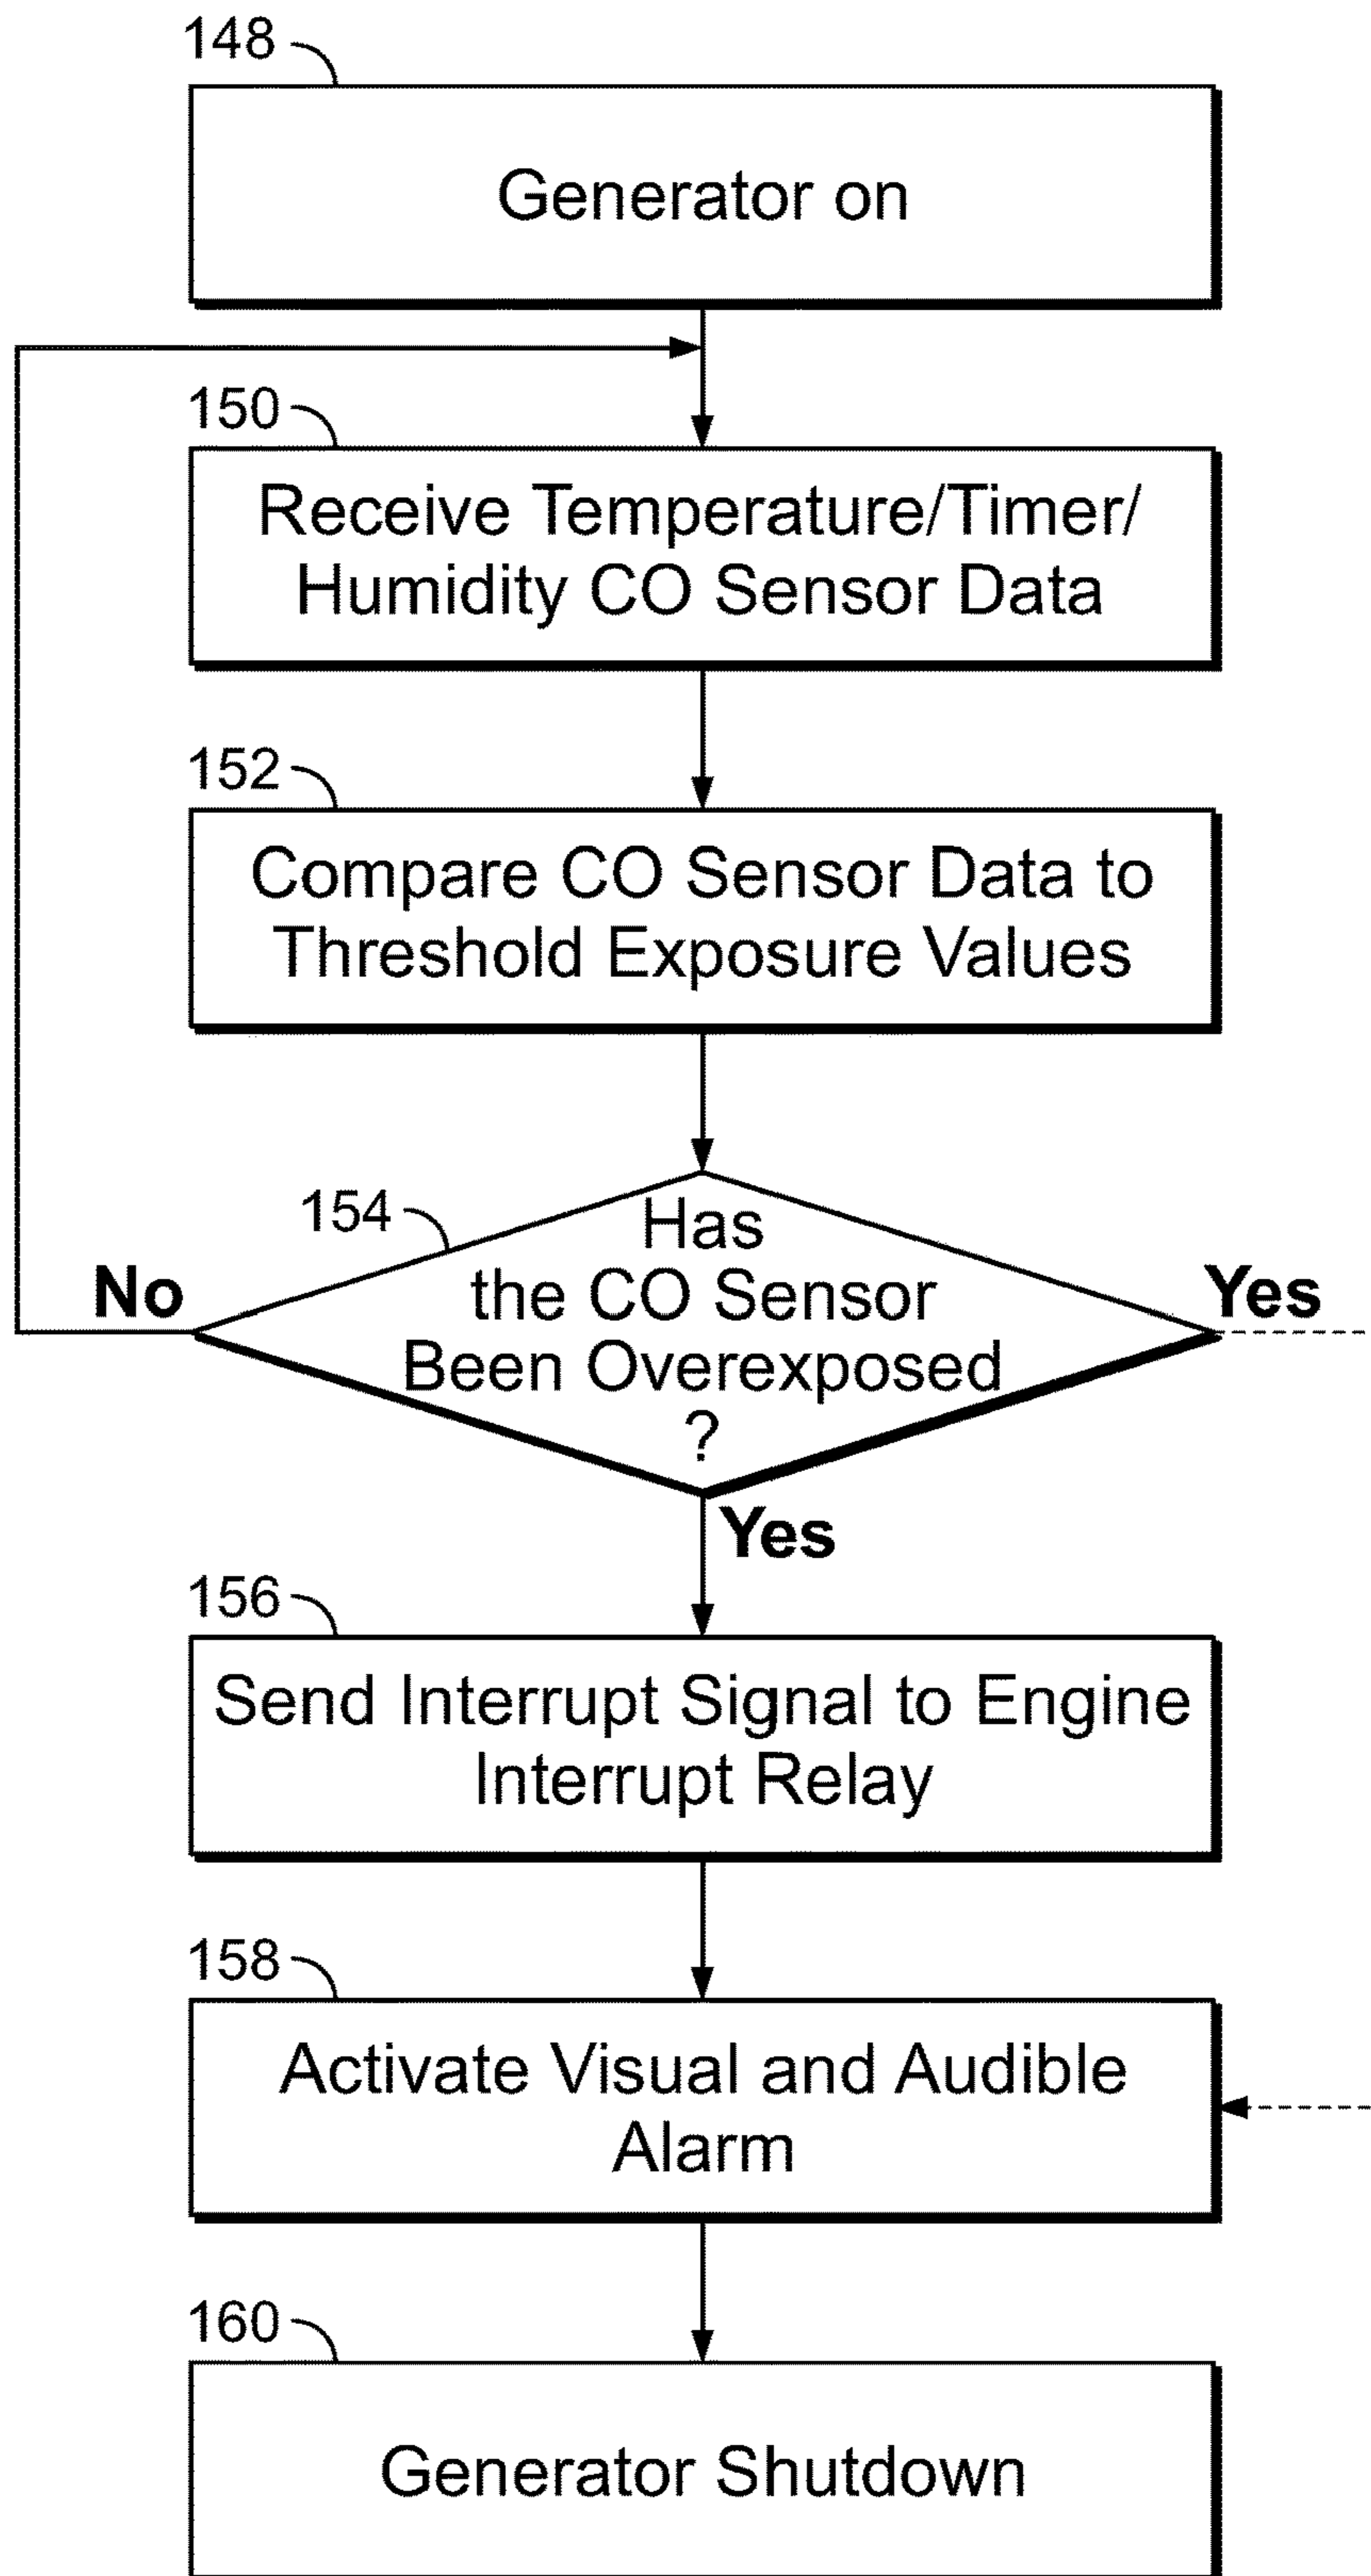 148
Generator on
150
Receive Temperature/Timer/
Humidity CO Sensor Data
152
Compare CO Sensor Data to
Threshold Exposure Values
154
Has
the CO Sensor
Been Overexposed
?
No
Yes
Yes
156
Send Interrupt Signal to Engine
Interrupt Relay
158
Activate Visual and Audible
Alarm
160
Generator Shutdown